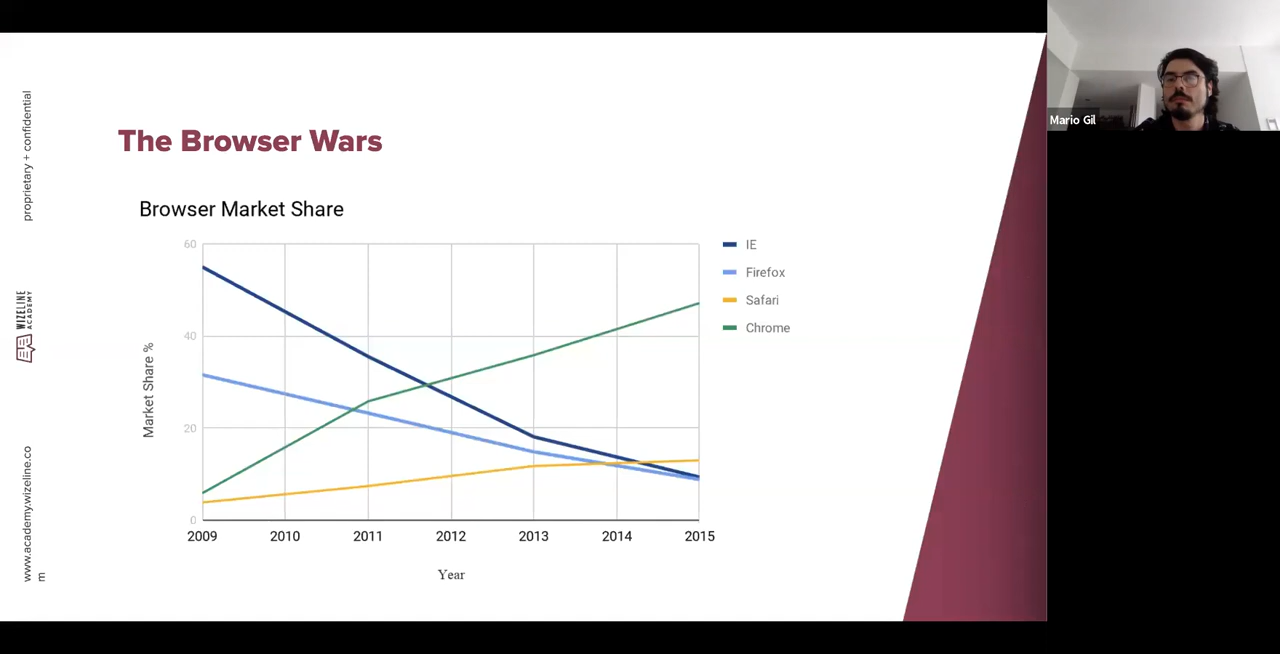 proprietary + confidential
WIZELINE
ACADEMY
www.academy.wizeline.co
m
The Browser Wars
Browser Market Share
Market Share %
60
40
20
0
2009 2010 2011 2012 2013 2014 2015
Year
IE
Firefox
Safari
Chrome
Mario Gil